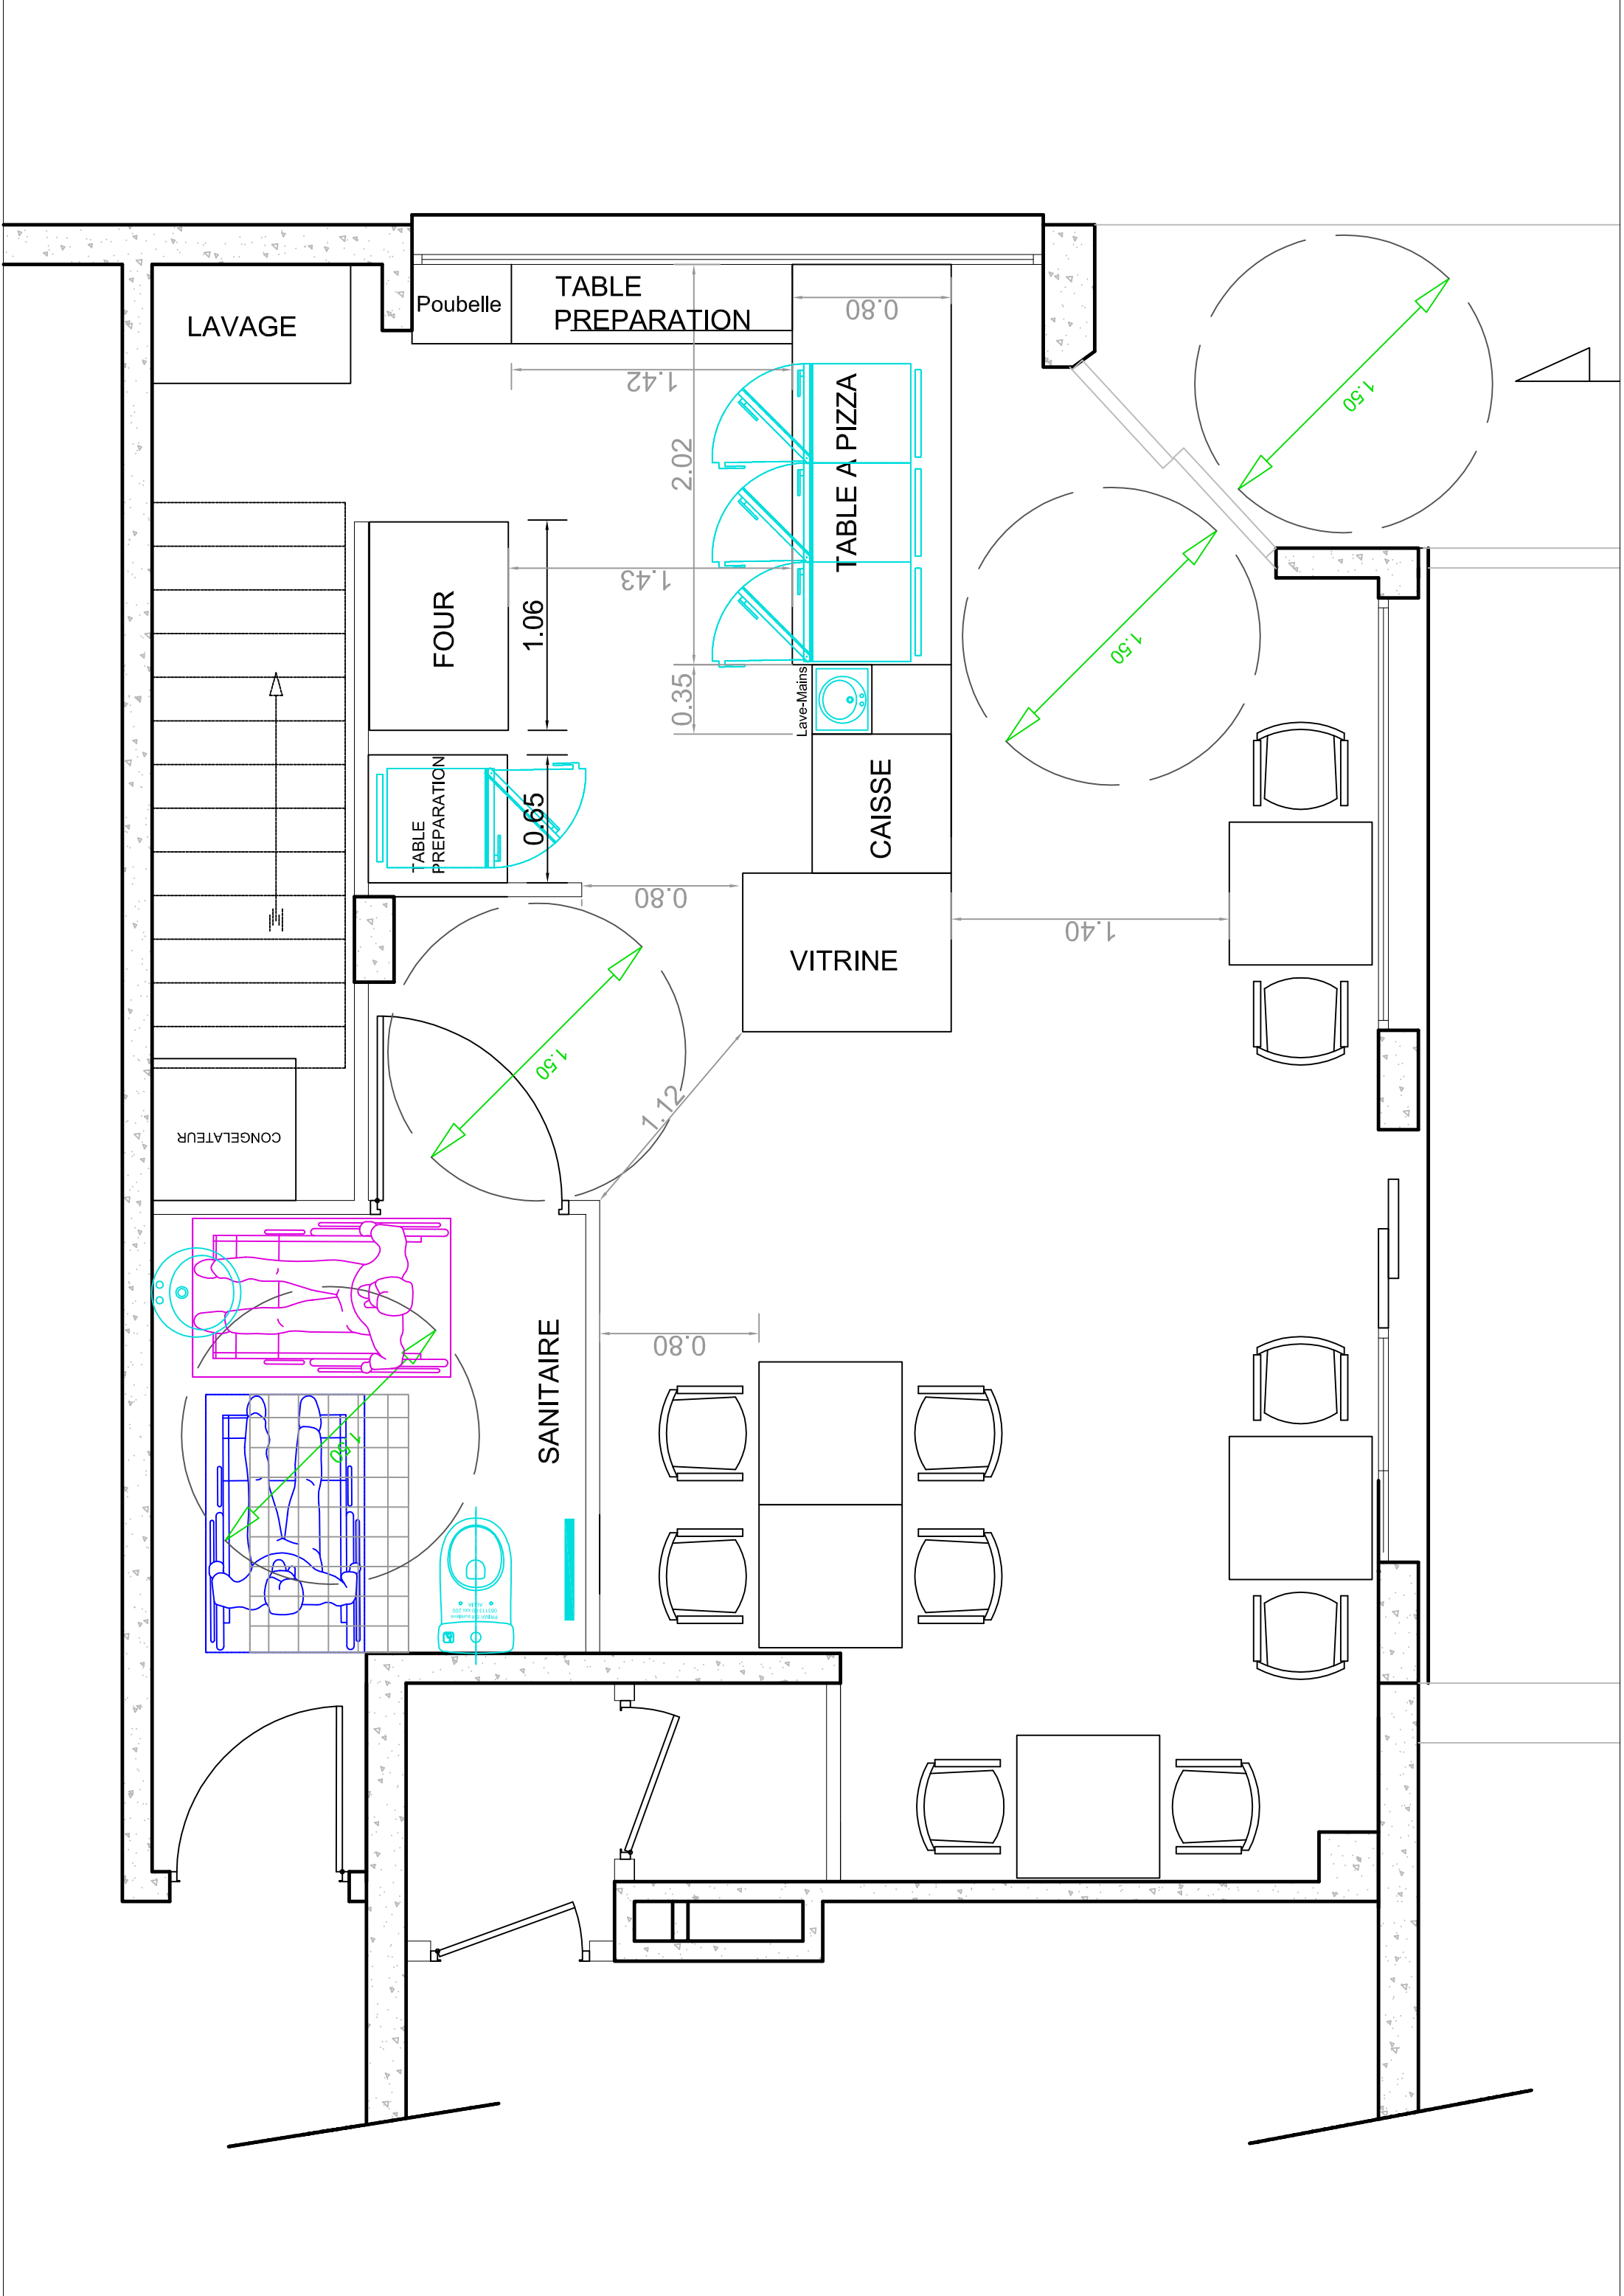 LAVAGE
Poubelle
TABLE
PREPARATION
0.80
1.50
1.42
TABLE A PIZZA
2.02
1.43
FOUR
1.06
1.50
0.35
Lave-Mains
CAISSE
TABLE
PREPARATION
0.65
0.80
1.40
VITRINE
1.50
1.12
CONGELATEUR
SANITAIRE
0.80
1.50